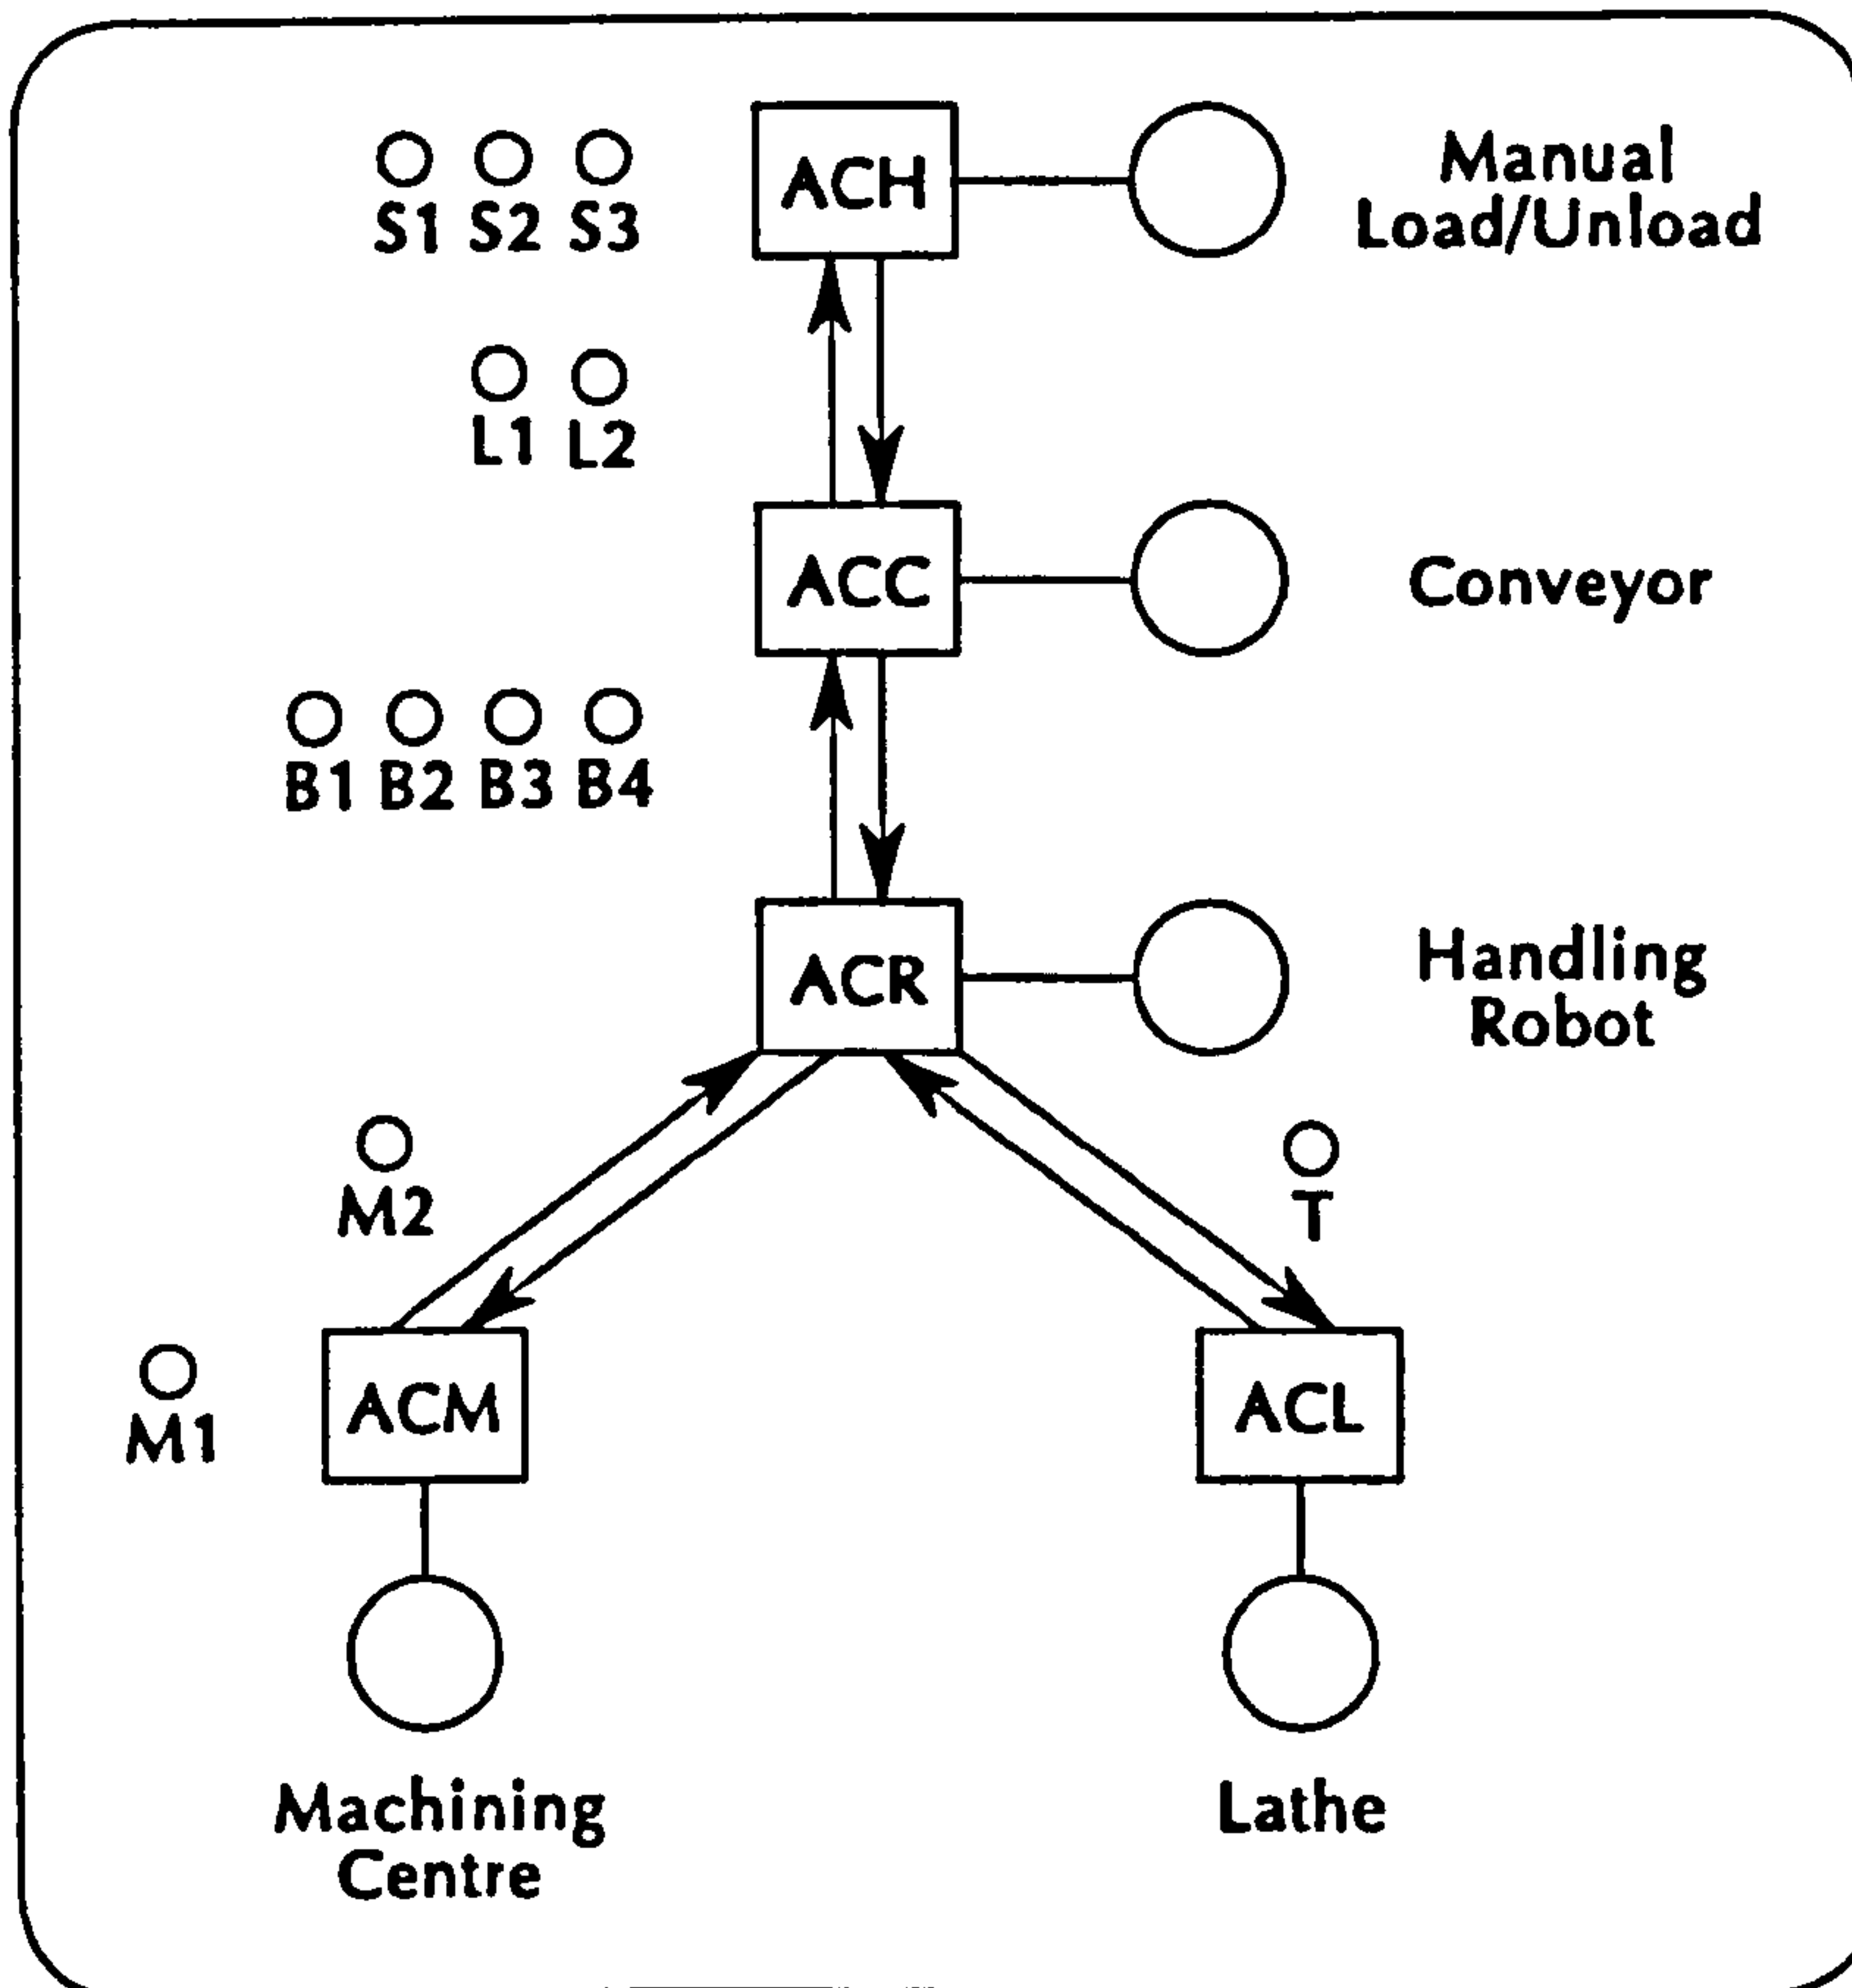 S1 S2 S3
ACH
Manual
Load/Unload
L1 L2
ACC
Conveyor
B1 B2 B3 B4
ACR
Handling
Robot
M2
T
M1
ACM
ACL
Machining
Centre
Lathe